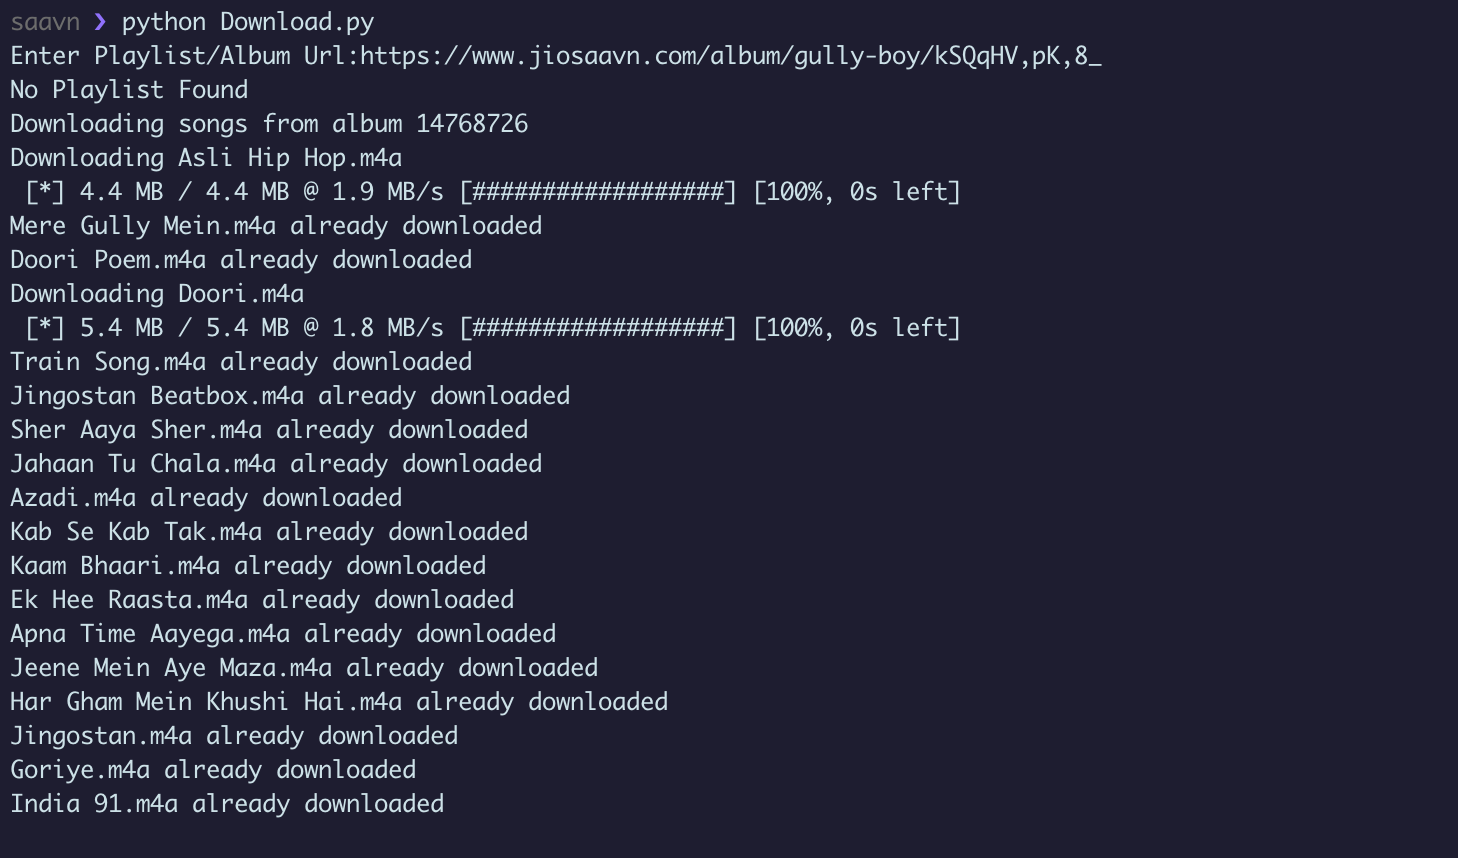 saavn ❯ python Download.py
Enter Playlist/Album Url:https://www.jiosaavn.com/album/gully-boy/kSQqHV,pK,8_
No Playlist Found
Downloading songs from album 14768726
Downloading Asli Hip Hop.m4a
 [*] 4.4 MB / 4.4 MB @ 1.9 MB/s [##################] [100%, 0s left]
Mere Gully Mein.m4a already downloaded
Doori Poem.m4a already downloaded
Downloading Doori.m4a
 [*] 5.4 MB / 5.4 MB @ 1.8 MB/s [##################] [100%, 0s left]
Train Song.m4a already downloaded
Jingostan Beatbox.m4a already downloaded
Sher Aaya Sher.m4a already downloaded
Jahaan Tu Chala.m4a already downloaded
Azadi.m4a already downloaded
Kab Se Kab Tak.m4a already downloaded
Kaam Bhaari.m4a already downloaded
Ek Hee Raasta.m4a already downloaded
Apna Time Aayega.m4a already downloaded
Jeene Mein Aye Maza.m4a already downloaded
Har Gham Mein Khushi Hai.m4a already downloaded
Jingostan.m4a already downloaded
Goriye.m4a already downloaded
India 91.m4a already downloaded